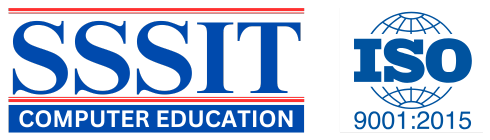 SSSIT
COMPUTER EDUCATION
ISO
9001:2015